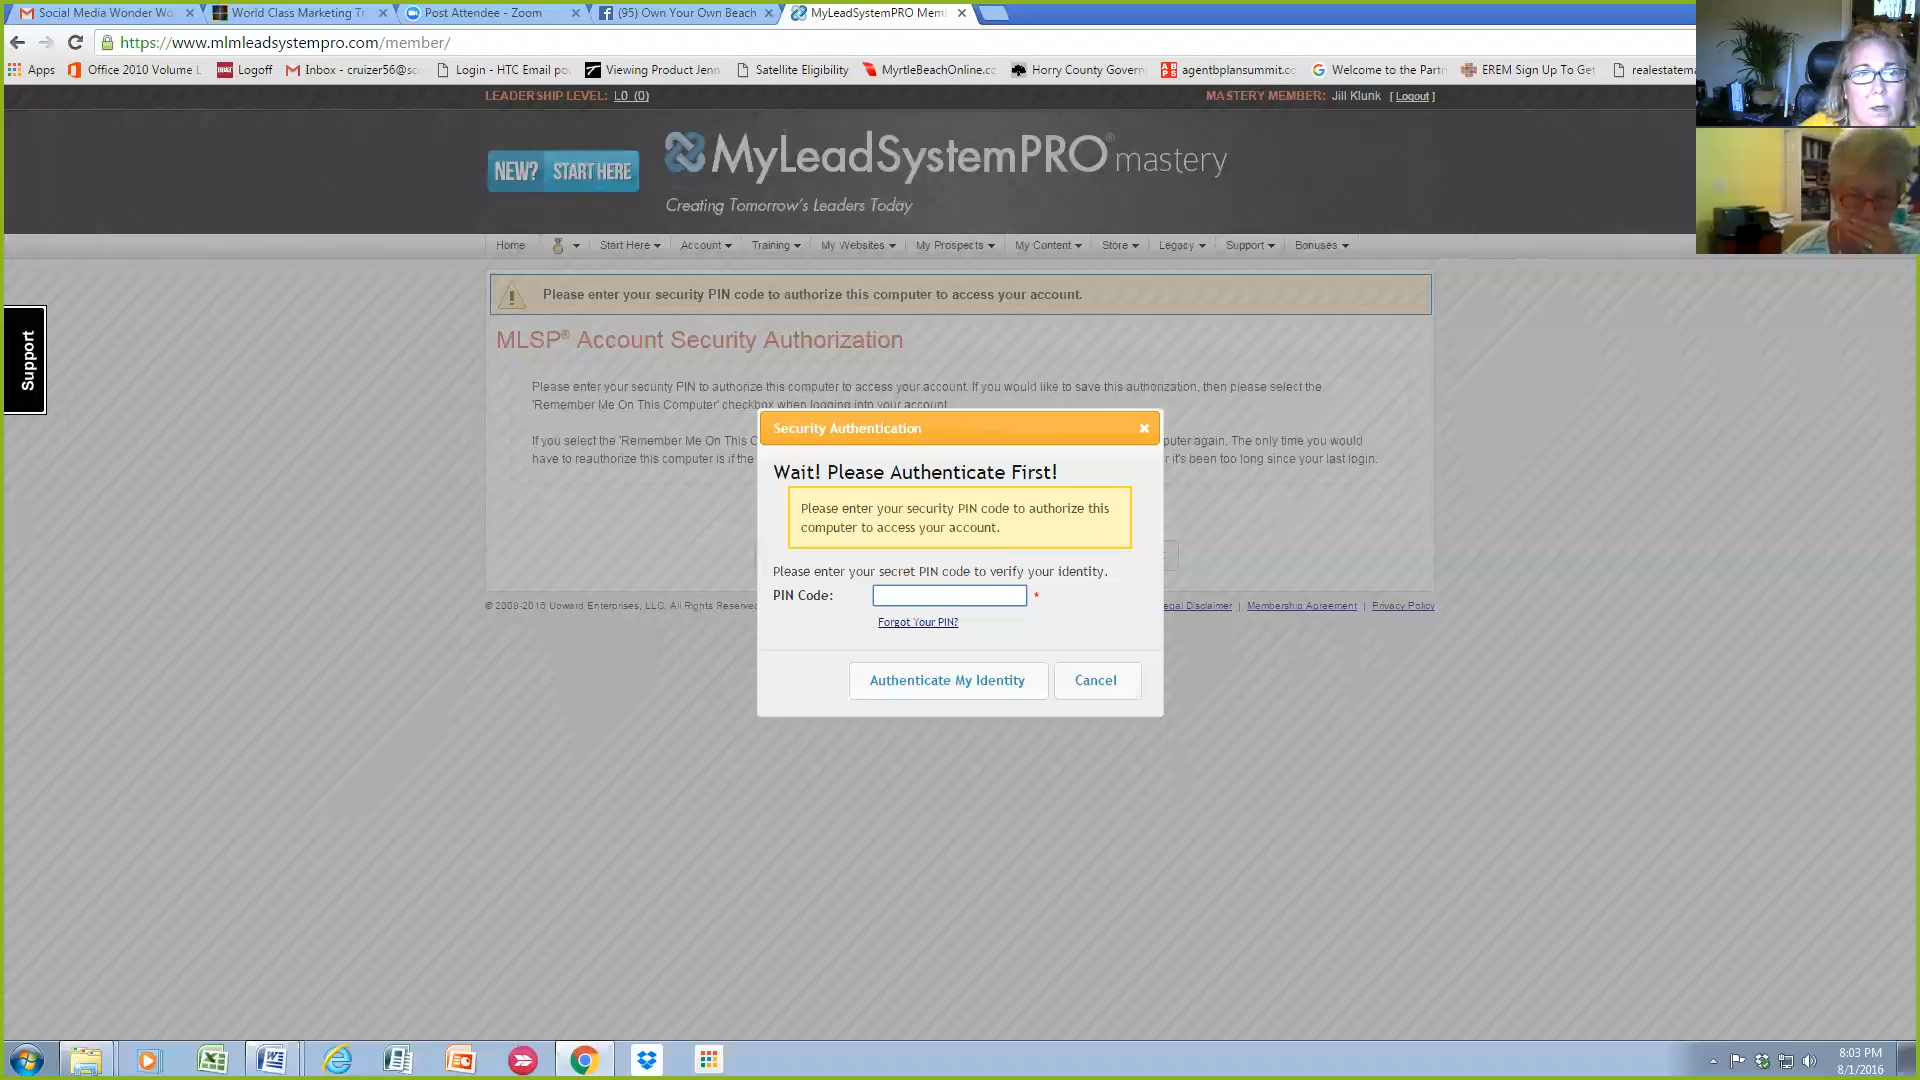 Social Media Wonder Wo
World Class Marketing Tr
Post Attendee - Zoom
(95) Own Your Own Beach
MyLeadSystemPRO Mem
https://www.mlmleadsystempro.com/member/
Apps
Office 2010 Volume L
BB&T Logoff
Inbox - cruizer56@sc
Login - HTC Email po
Viewing Product Jenn
Satellite Eligibility
MyrtleBeachOnline.cc
Horry County Govern
agentbplansummit.cc
Welcome to the Partn
EREM Sign Up To Get
realestatema
LEADERSHIP LEVEL: L0 (0)
MASTERY MEMBER: Jill Klunk [ Logout ]
NEW? START HERE
MyLeadSystemPRO® mastery
Creating Tomorrow's Leaders Today
Home
Start Here
Account
Training
My Websites
My Prospects
My Content
Store
Legacy
Support
Bonuses
Please enter your security PIN code to authorize this computer to access your account.
Support
MLSP® Account Security Authorization
Please enter your security PIN to authorize this computer to access your account. If you would like to save this authorization, then please select the
'Remember Me On This Computer' checkbox when logging into your account.
If you select the 'Remember Me On This C
puter again. The only time you would
have to reauthorize this computer is if the
r it's been too long since your last login.
Security Authentication
Wait! Please Authenticate First!
Please enter your security PIN code to authorize this
computer to access your account.
Please enter your secret PIN code to verify your identity.
PIN Code: *
Forgot Your PIN?
Authenticate My Identity
Cancel
© 2008-2016 Upward Enterprises, LLC. All Rights Reserve
egal Disclaimer | Membership Agreement | Privacy Policy
8:03 PM
8/1/2016